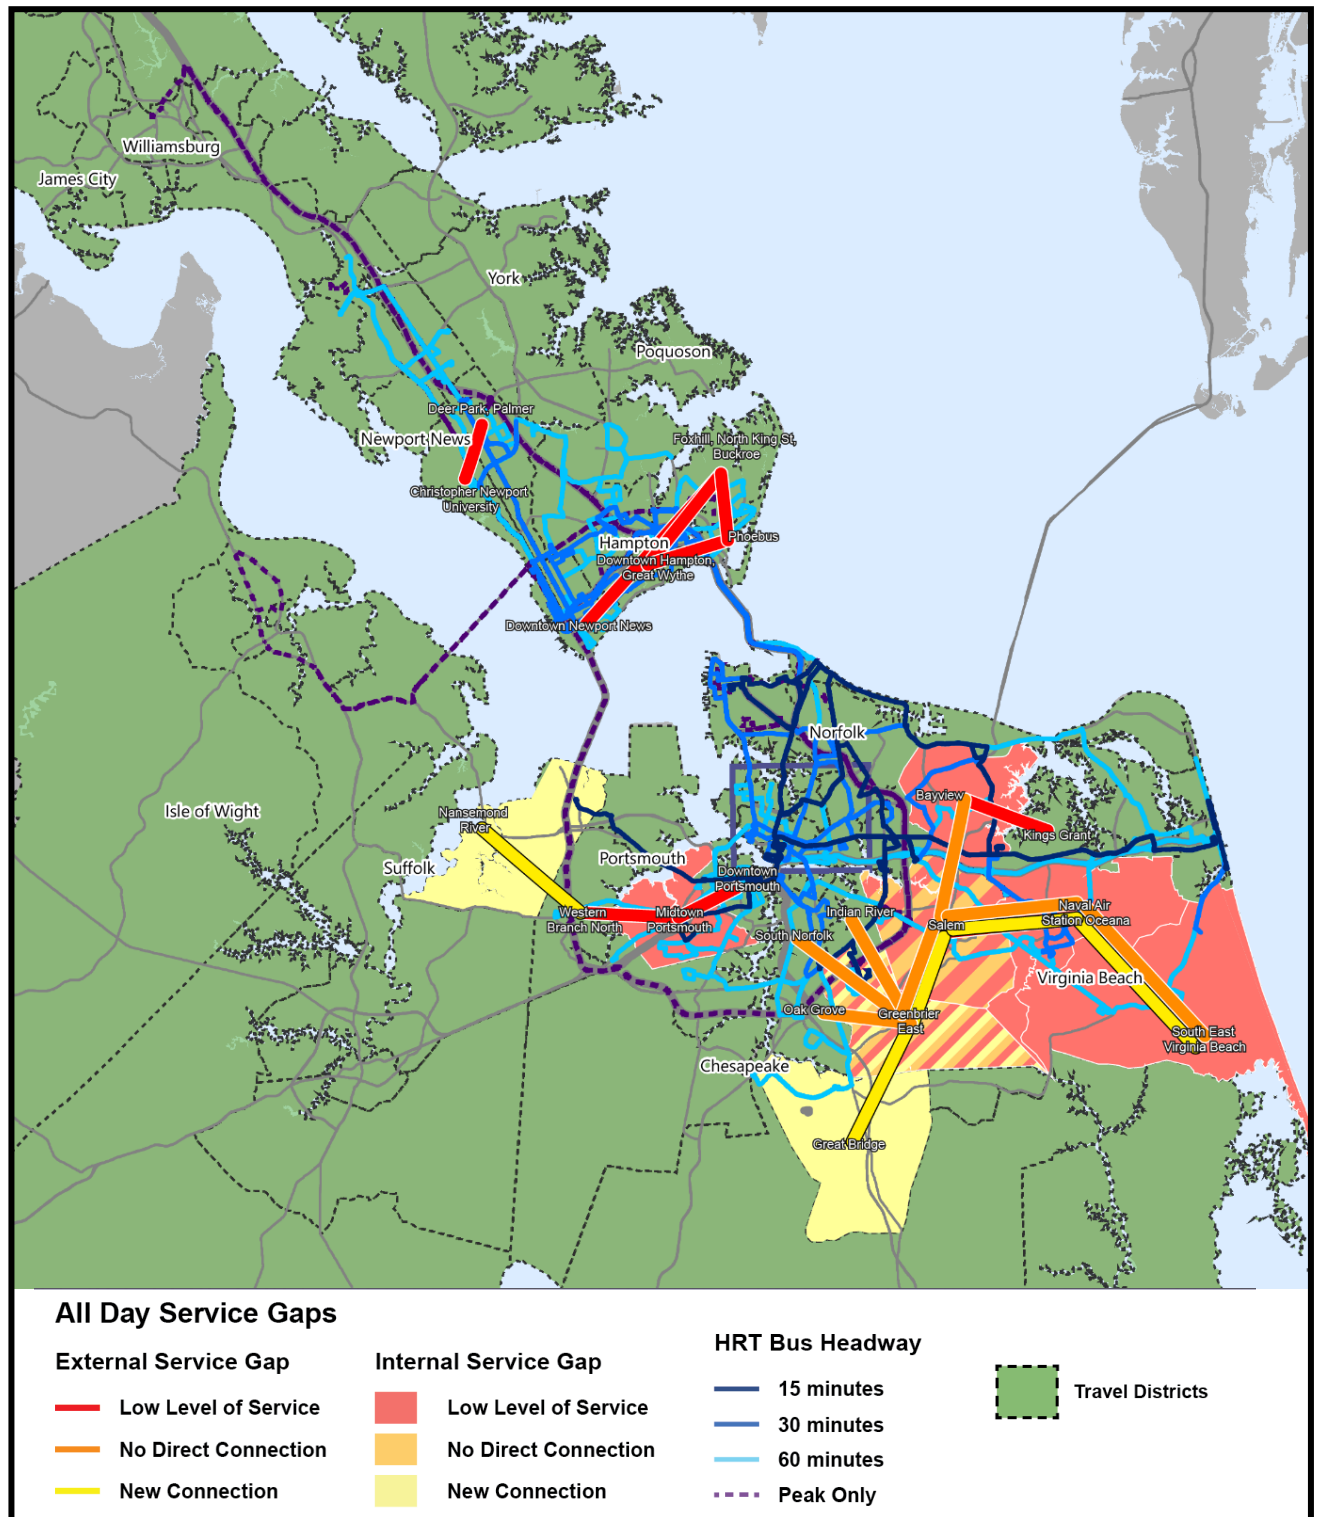 Williamsburg
James City
York
Poquoson
Deer Park, Palmer
Newport News
Foxhill, North King St,
Buckroe
Christopher Newport
University
Phoebus
Hampton
Downtown Hampton,
Great Wythe
Downtown Newport News
Norfolk
Bayview
Isle of Wight
Nansemond
River
Kings Grant
Portsmouth
Suffolk
Downtown
Portsmouth
Western
Branch North
Midtown
Portsmouth
Indian River
Naval Air
Station Oceana
Salem
South Norfolk
Virginia Beach
Oak Grove
Greenbrier
East
South East
Virginia Beach
Chesapeake
Great Bridge
All Day Service Gaps
External Service Gap
Low Level of Service
No Direct Connection
New Connection
Internal Service Gap
Low Level of Service
No Direct Connection
New Connection
HRT Bus Headway
15 minutes
30 minutes
60 minutes
Peak Only
Travel Districts